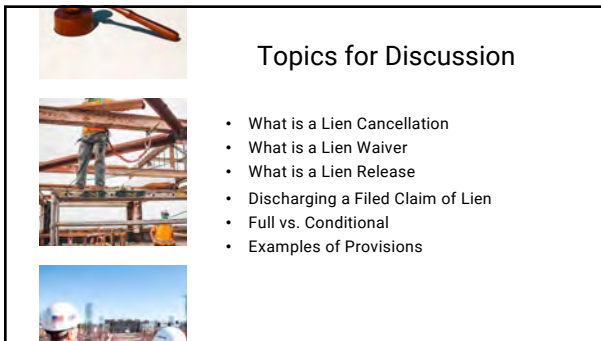 Topics for Discussion
• What is a Lien Cancellation
• What is a Lien Waiver
• What is a Lien Release
• Discharging a Filed Claim of Lien
• Full vs. Conditional
• Examples of Provisions